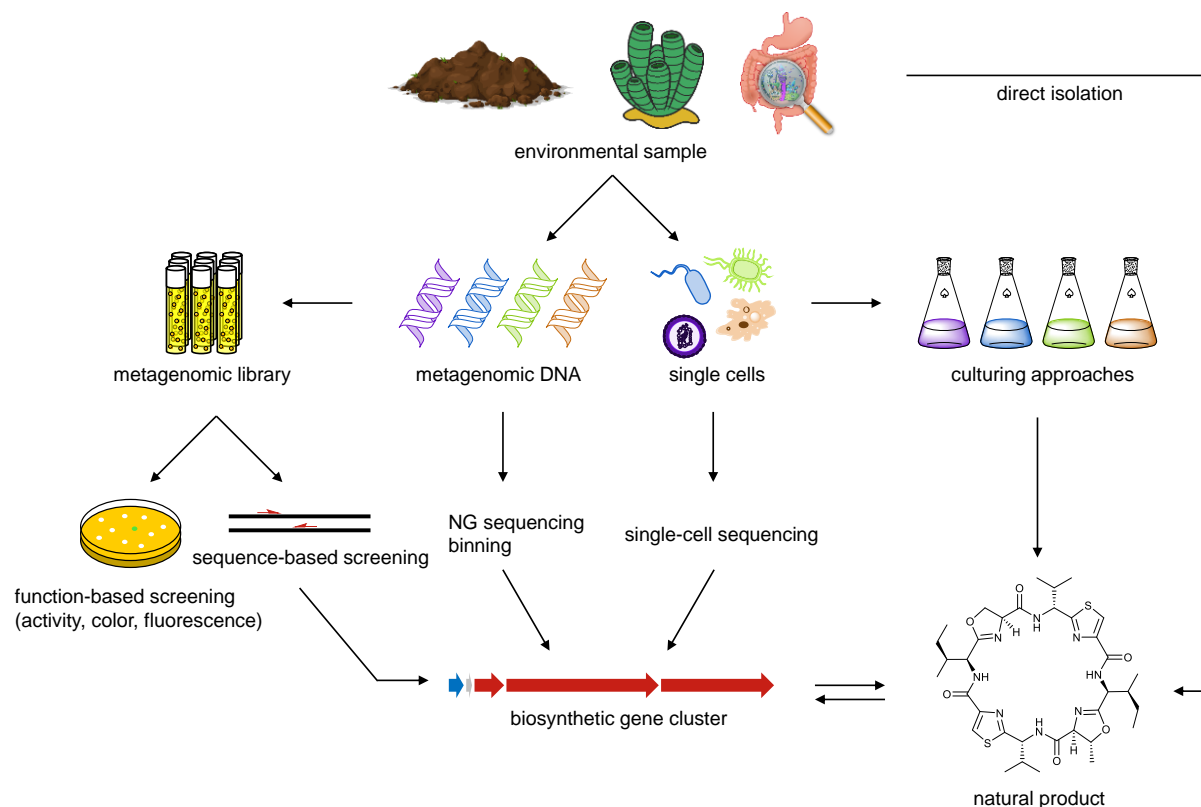 direct isolation
environmental sample
metagenomic library
metagenomic DNA
single cells
culturing approaches
NG sequencing
binning
single-cell sequencing
sequence-based screening
function-based screening
(activity, color, fluorescence)
biosynthetic gene cluster
O
N
H
O
N
H
S
N
O
N
H
N
H
O
O
S
N
N
H
O
N
O
H
natural product